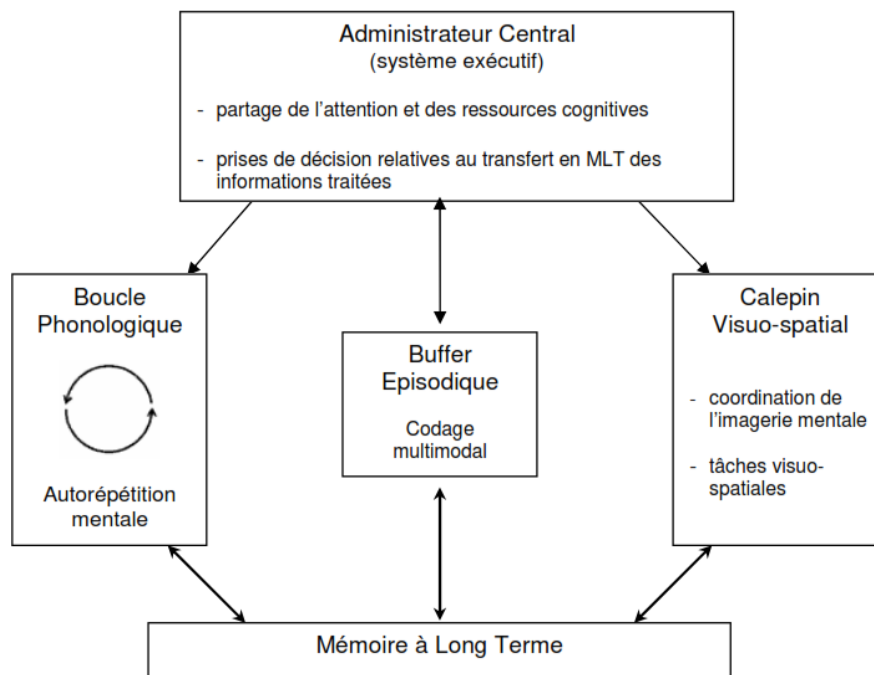 Administrateur Central
(système exécutif)
- partage de l'attention et des ressources cognitives
- prises de décision relatives au transfert en MLT des
informations traitées
Boucle
Phonologique
Autorépétition
mentale
Buffer
Episodique
Codage
multimodal
Calepin
Visuo-spatial
- coordination de
l'imagerie mentale
- tâches visuo-
spatiales
Mémoire à Long Terme